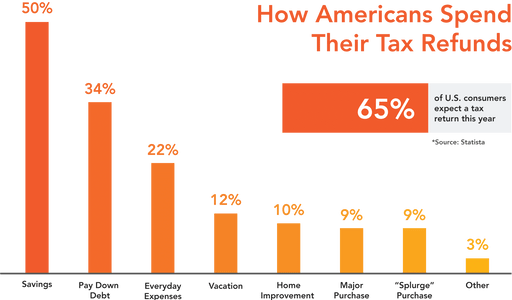 How Americans Spend
Their Tax Refunds
65%
of U.S. consumers
expect a tax
return this year
*Source: Statista
50%
34%
22%
12%
10%
9%
9%
3%
Savings
Pay Down
Debt
Everyday
Expenses
Vacation
Home
Improvement
Major
Purchase
“Splurge”
Purchase
Other